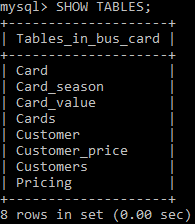 mysql> SHOW TABLES;
+-------------------+
| Tables_in_bus_card |
+-------------------+
| Card |
| Card_season |
| Card_value |
| Cards |
| Customer |
| Customer_price |
| Customers |
| Pricing |
+-------------------+
8 rows in set (0.00 sec)